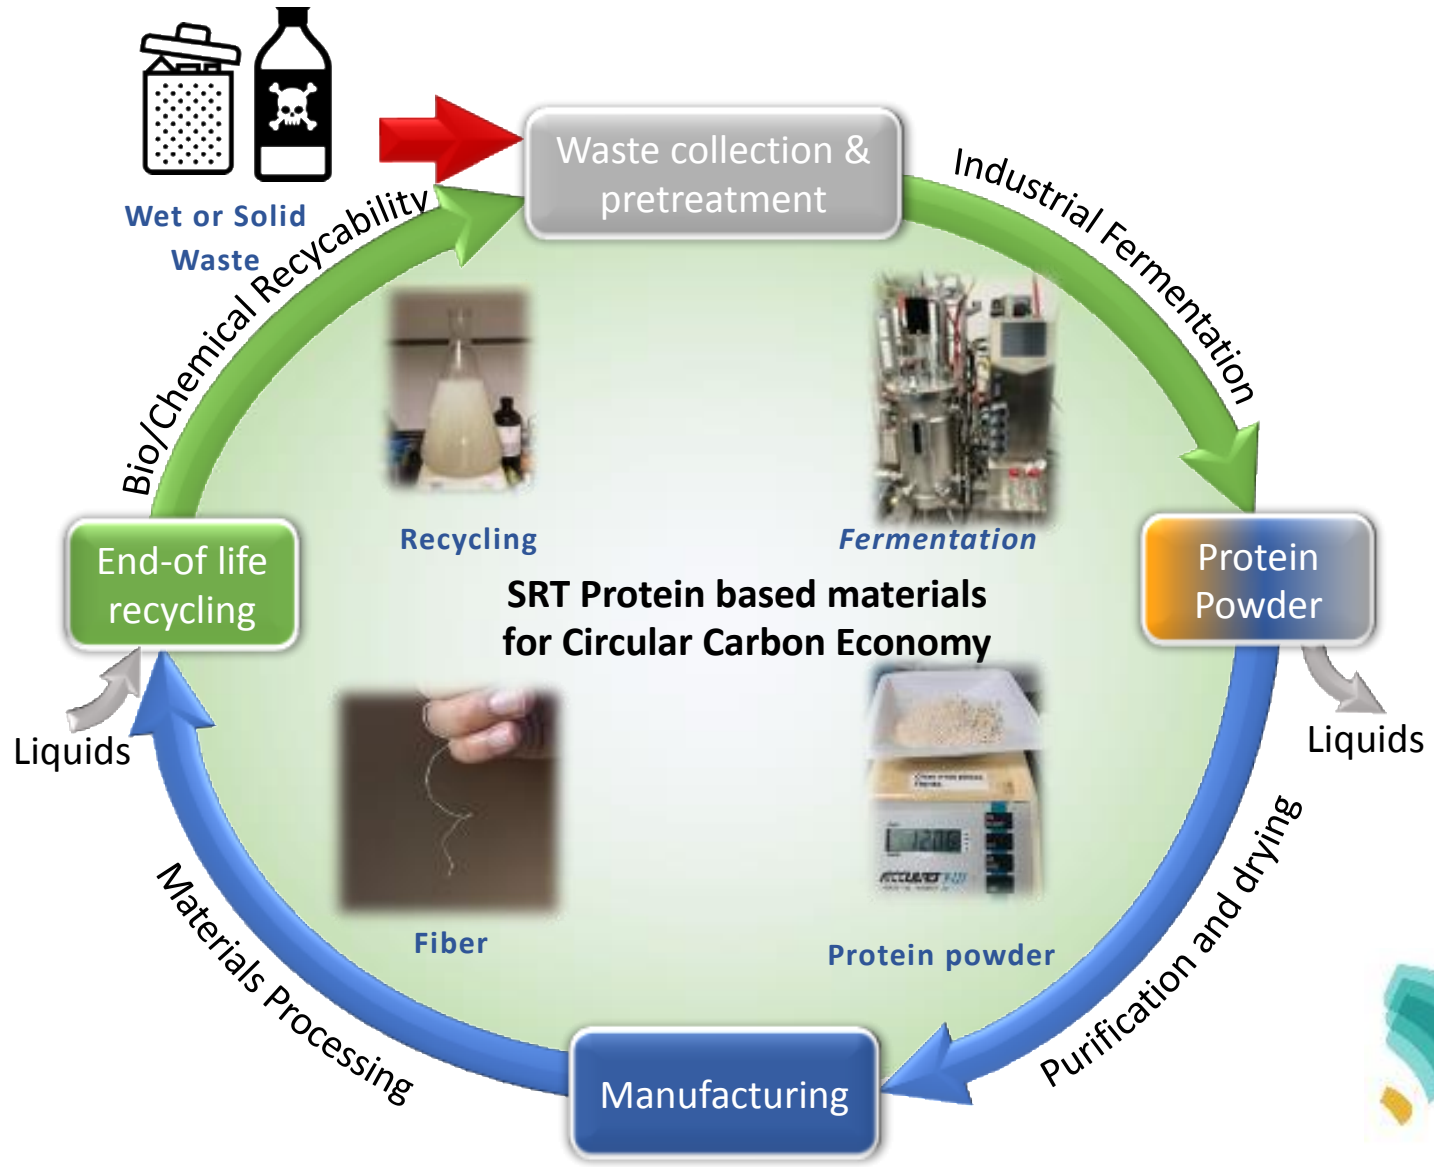 Waste collection &
pretreatment
Wet or Solid
Waste
Bio/Chemical Recycability
Industrial Fermentation
Recycling
Fermentation
End-of life
recycling
Protein
Powder
SRT Protein based materials
for Circular Carbon Economy
Liquids
Liquids
Fiber
Protein powder
Materials Processing
Purification and drying
Manufacturing